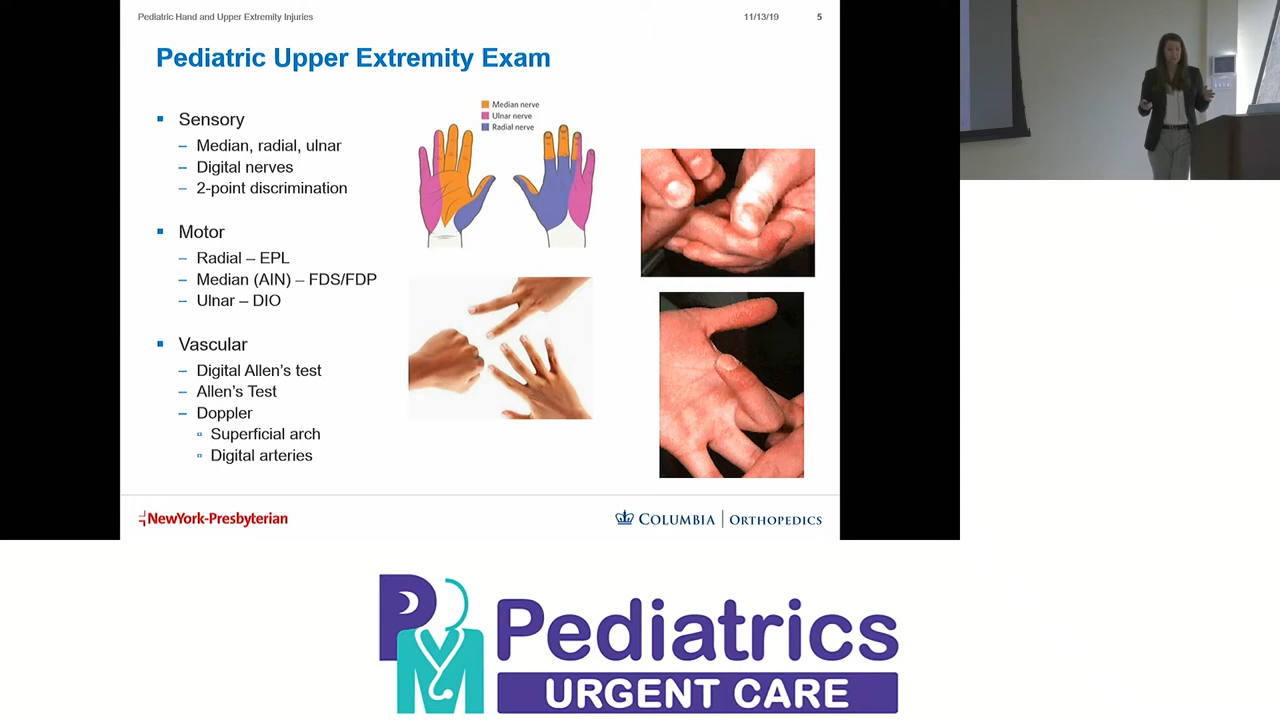 Pediatric Hand and Upper Extremity Injuries 11/13/19 5
Pediatric Upper Extremity Exam
Sensory
– Median, radial, ulnar
– Digital nerves
– 2-point discrimination
Motor
– Radial – EPL
– Median (AIN) – FDS/FDP
– Ulnar – DIO
Vascular
– Digital Allen's test
– Allen's Test
– Doppler
Superficial arch
Digital arteries
Median nerve
Ulnar nerve
Radial nerve
NewYork-Presbyterian
COLUMBIA | ORTHOPEDICS
PM
Pediatrics
URGENT CARE